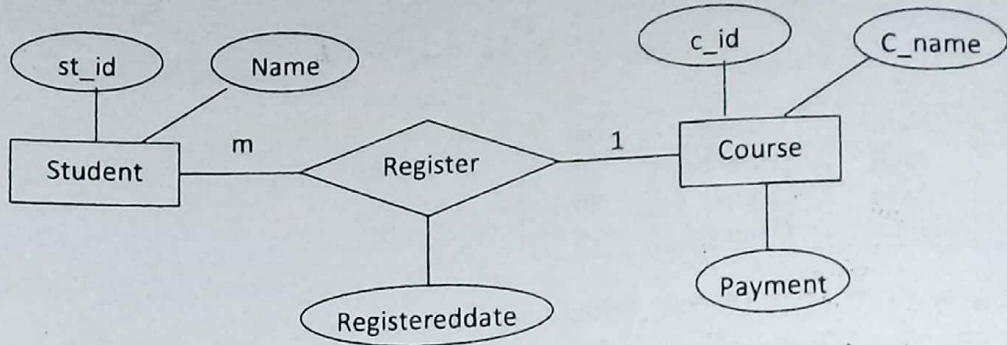 st_id
Name
c_id
C_name
Student
m
Register
1
Course
Registereddate
Payment